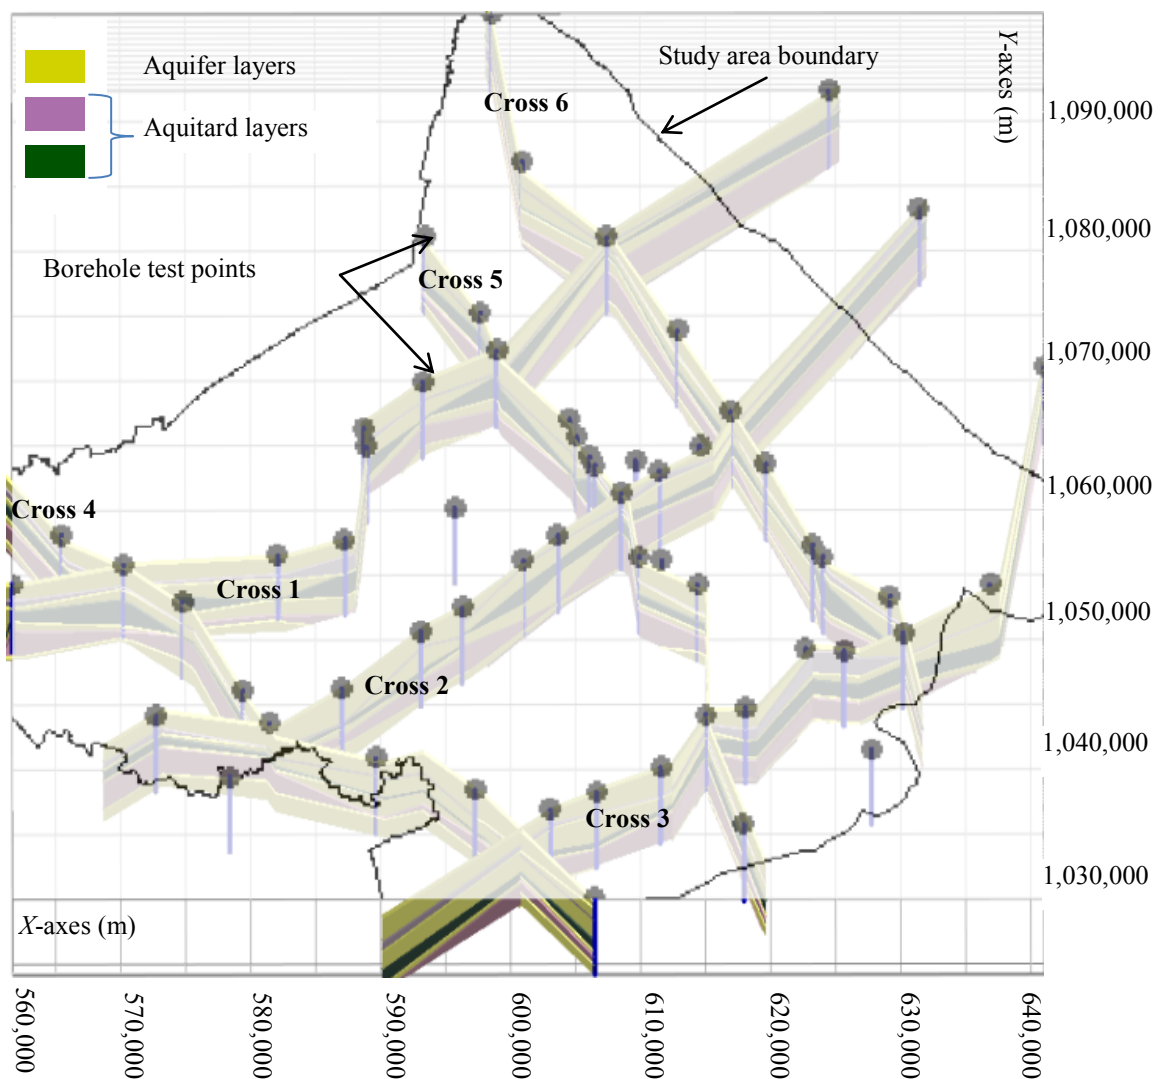 Aquifer layers
Aquitard layers
Study area boundary
Y-axes (m)
Cross 6
1,090,000
1,080,000
Borehole test points
Cross 5
1,070,000
1,060,000
Cross 4
Cross 1
1,050,000
Cross 2
1,040,000
Cross 3
1,030,000
X-axes (m)
560,000
570,000
580,000
590,000
600,000
610,000
620,000
630,000
640,000